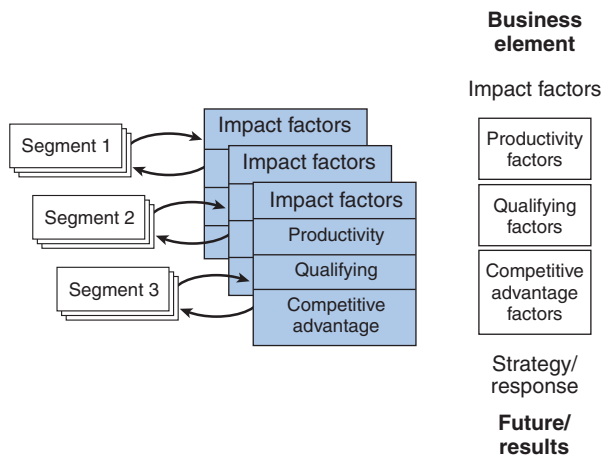 Business
element
Impact factors
Impact factors
Segment 1
Impact factors
Productivity
factors
Impact factors
Segment 2
Productivity
Qualifying
factors
Qualifying
Segment 3
Competitive
advantage
Competitive
advantage
factors
Strategy/
response
Future/
results